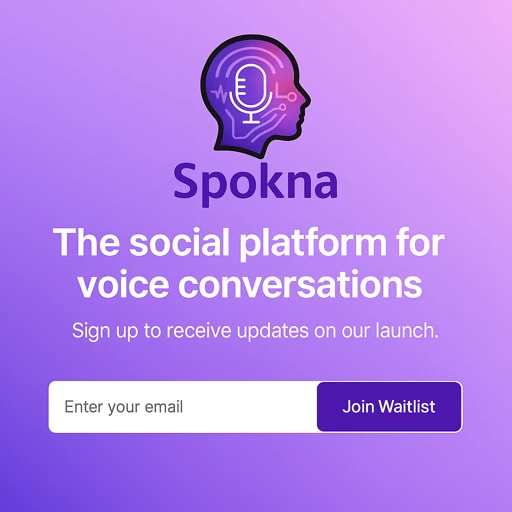 Spokna
The social platform for
voice conversations
Sign up to receive updates on our launch.
Enter your email
Join Waitlist